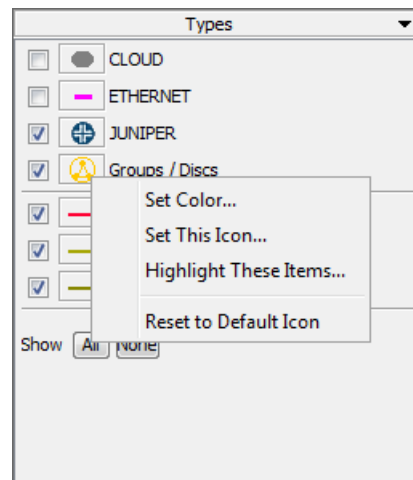 Types
CLOUD
ETHERNET
JUNIPER
Groups / Discs
Set Color...
Set This Icon...
Highlight These Items...
Reset to Default Icon
Show All None